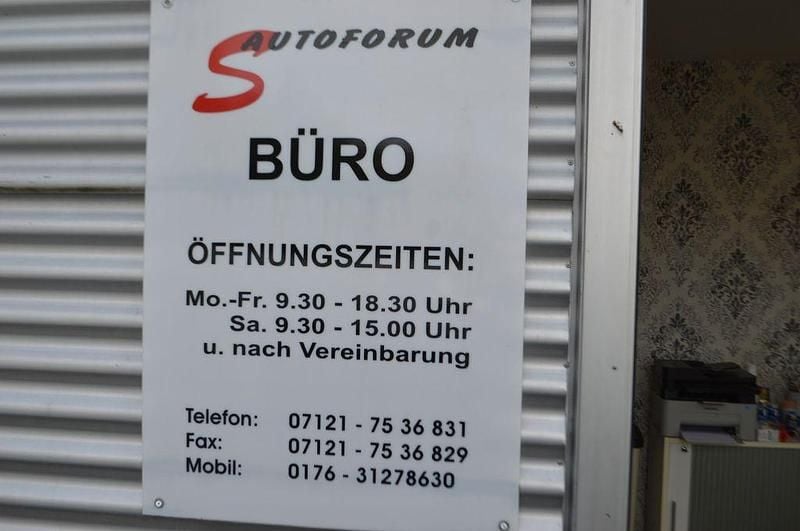 S AUTOFORUM
BÜRO
ÖFFNUNGSZEITEN:
Mo.-Fr. 9.30 - 18.30 Uhr
Sa. 9.30 - 15.00 Uhr
u. nach Vereinbarung
Telefon: 07121 - 75 36 831
Fax: 07121 - 75 36 829
Mobil: 0176 - 31278630